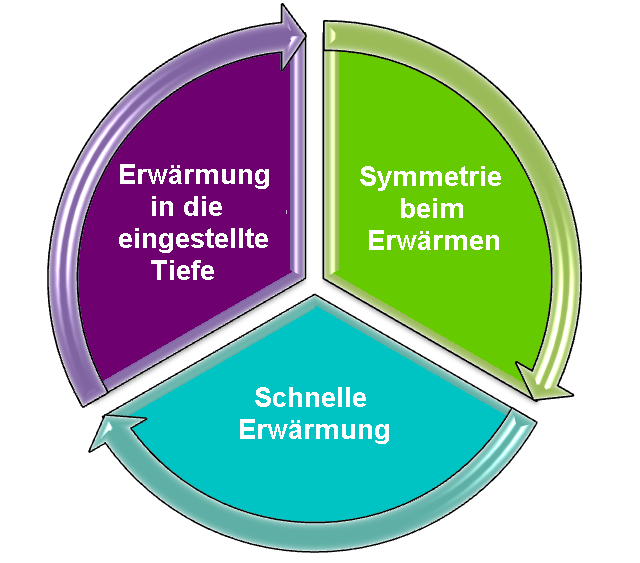 Erwärmung
in die
eingestellte
Tiefe
Symmetrie
beim
Erwärmen
Schnelle
Erwärmung